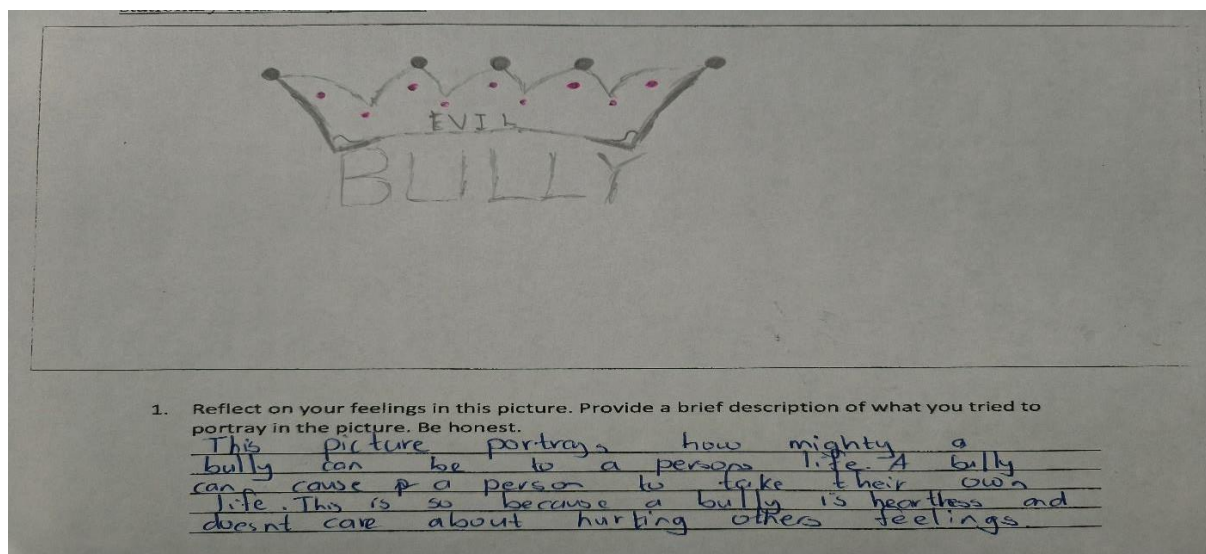 EVIL
BULLY
1. Reflect on your feelings in this picture. Provide a brief description of what you tried to
portray in the picture. Be honest.
This picture portrays how mighty a
bully can be to a persons life. A bully
can cause a person to take their own
life. This is so because a bully is heartless and
doesnt care about hurting others feelings